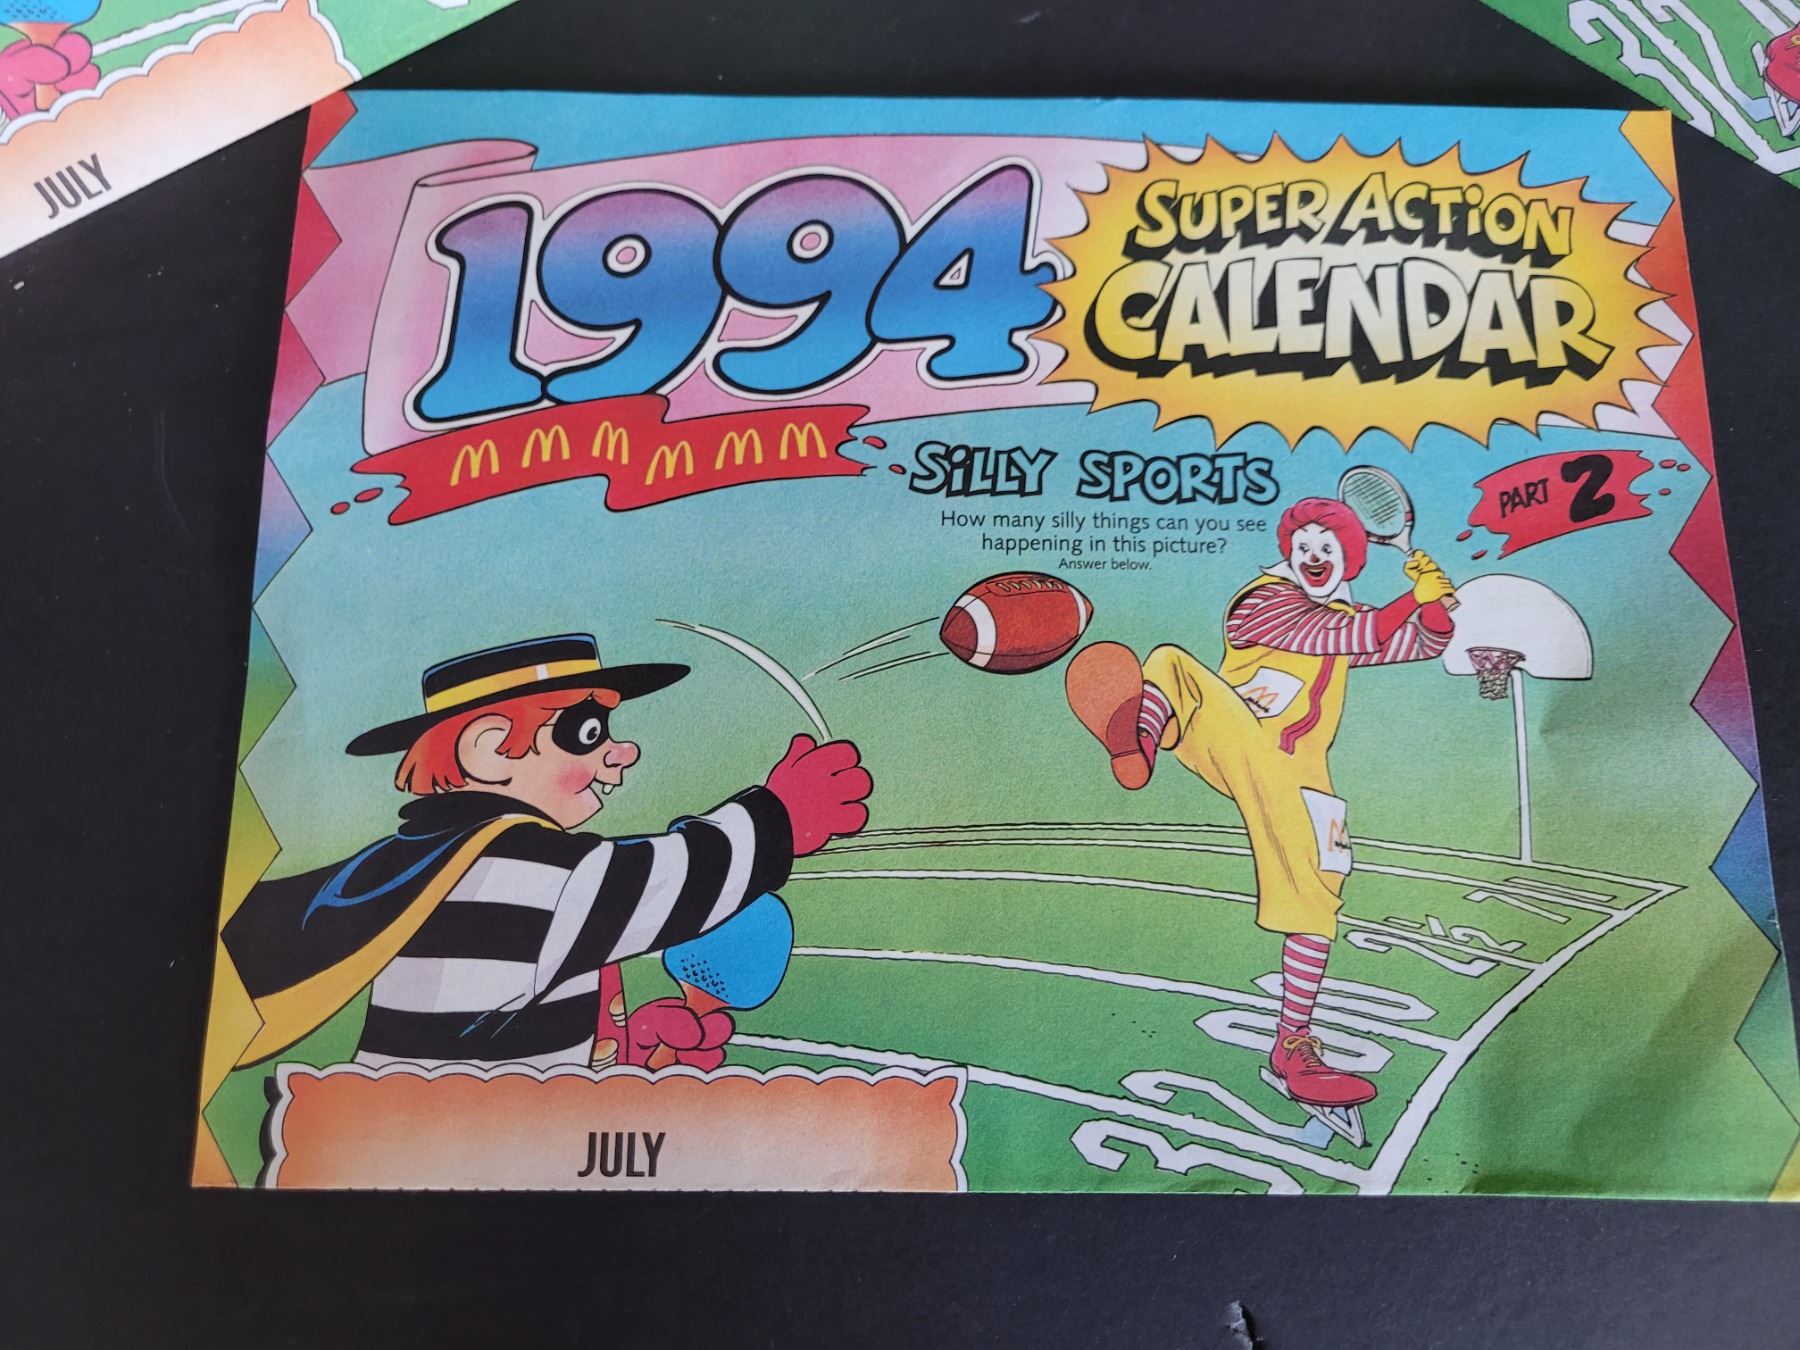 JULY
1994
SUPER ACTION
CALENDAR
SILLY SPORTS
How many silly things can you see
happening in this picture?
Answer below.
PART 2
JULY